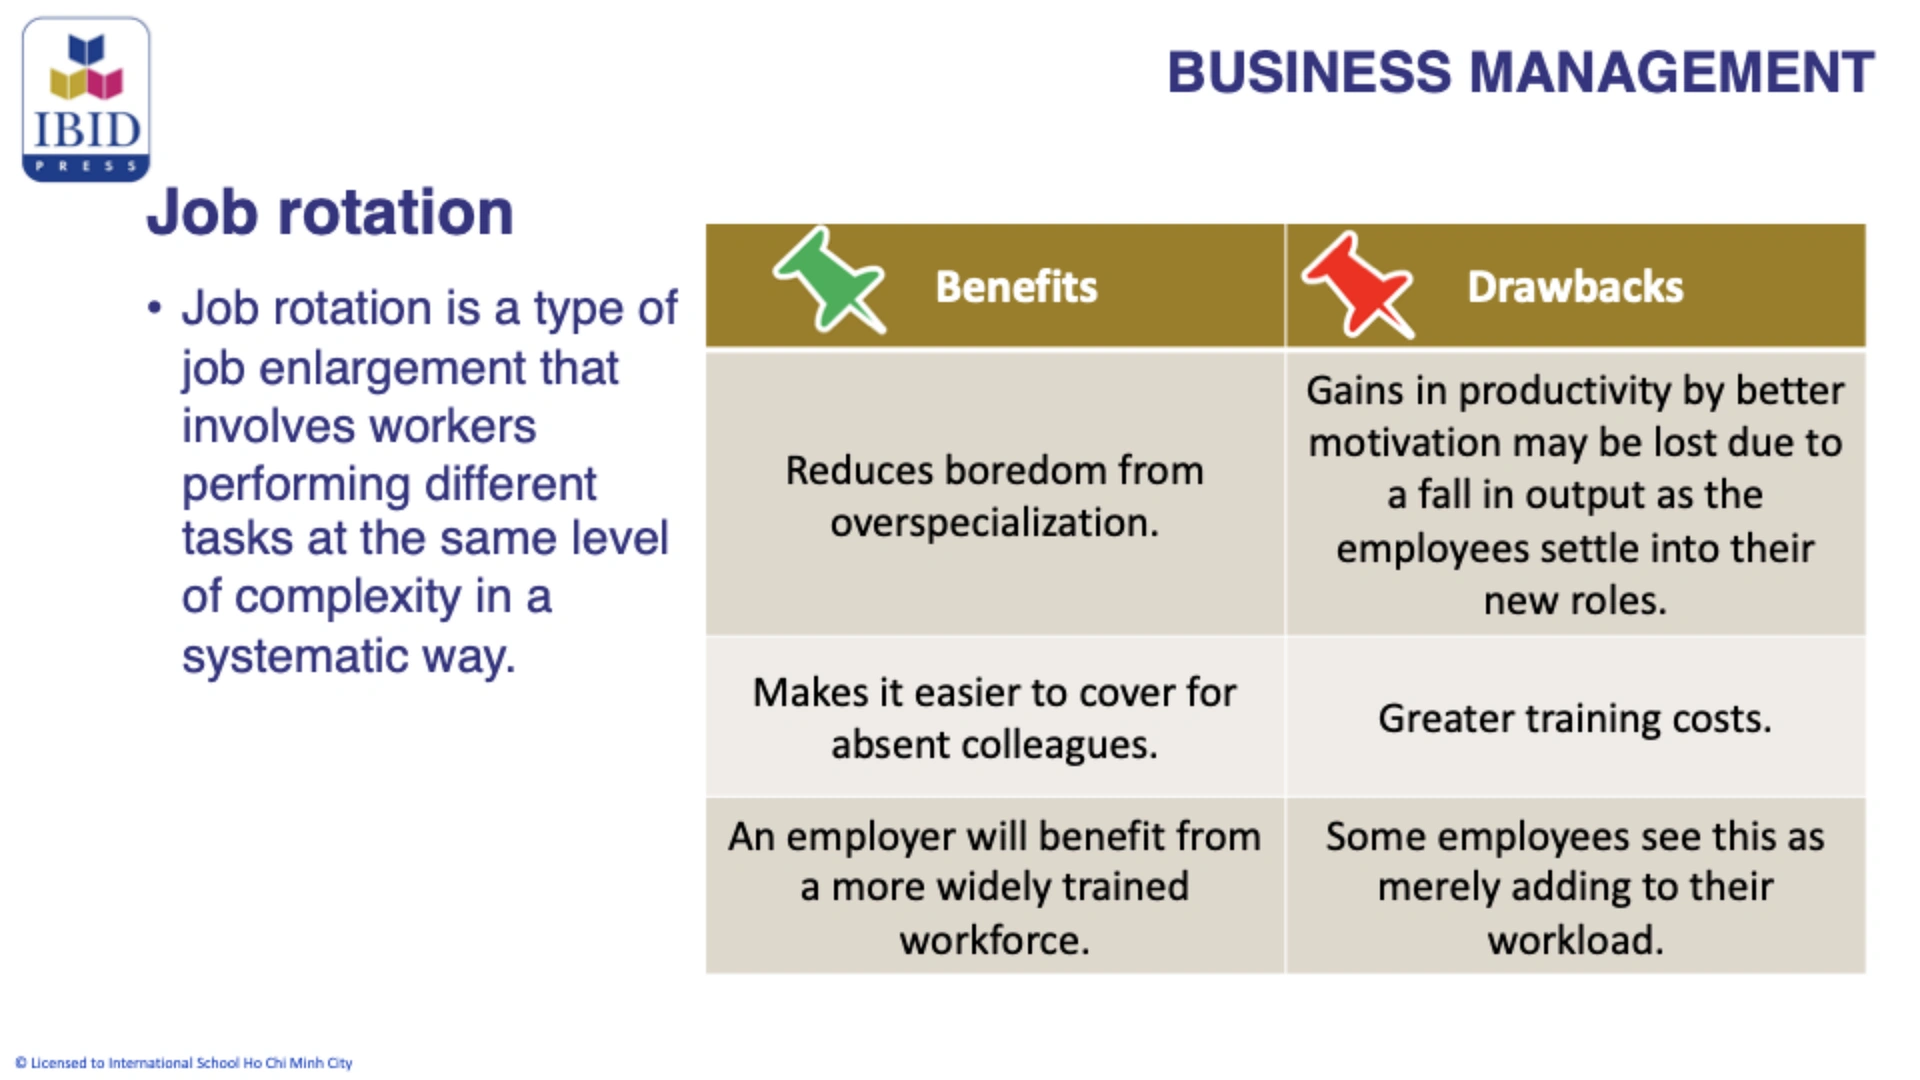 IBID
PRESS
BUSINESS MANAGEMENT
Job rotation
• Job rotation is a type of
job enlargement that
involves workers
performing different
tasks at the same level
of complexity in a
systematic way.
Benefits
Drawbacks
Reduces boredom from
overspecialization.
Gains in productivity by better
motivation may be lost due to
a fall in output as the
employees settle into their
new roles.
Makes it easier to cover for
absent colleagues.
Greater training costs.
An employer will benefit from
a more widely trained
workforce.
Some employees see this as
merely adding to their
workload.
© Licensed to International School Ho Chi Minh City